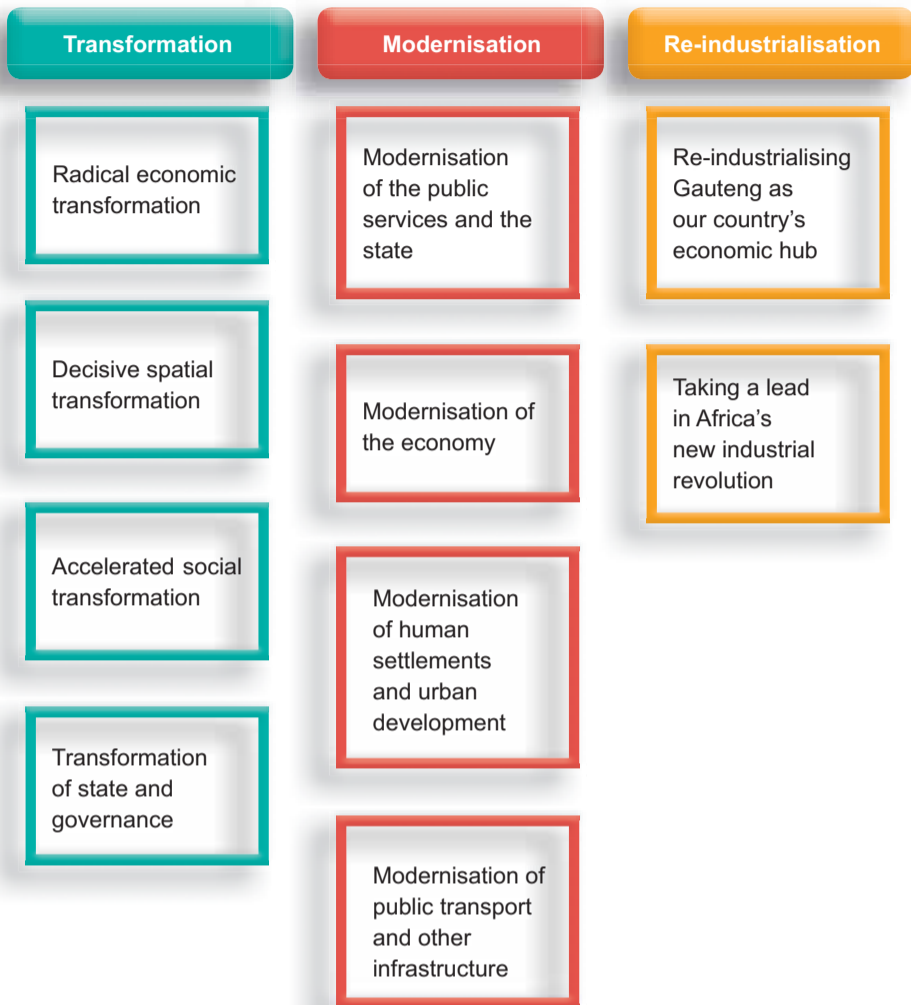 Transformation
Radical economic
transformation
Decisive spatial
transformation
Accelerated social
transformation
Transformation
of state and
governance
Modernisation
Modernisation
of the public
services and the
state
Modernisation of
the economy
Modernisation
of human
settlements
and urban
development
Modernisation of
public transport
and other
infrastructure
Re-industrialisation
Re-industrialising
Gauteng as
our country’s
economic hub
Taking a lead
in Africa’s
new industrial
revolution